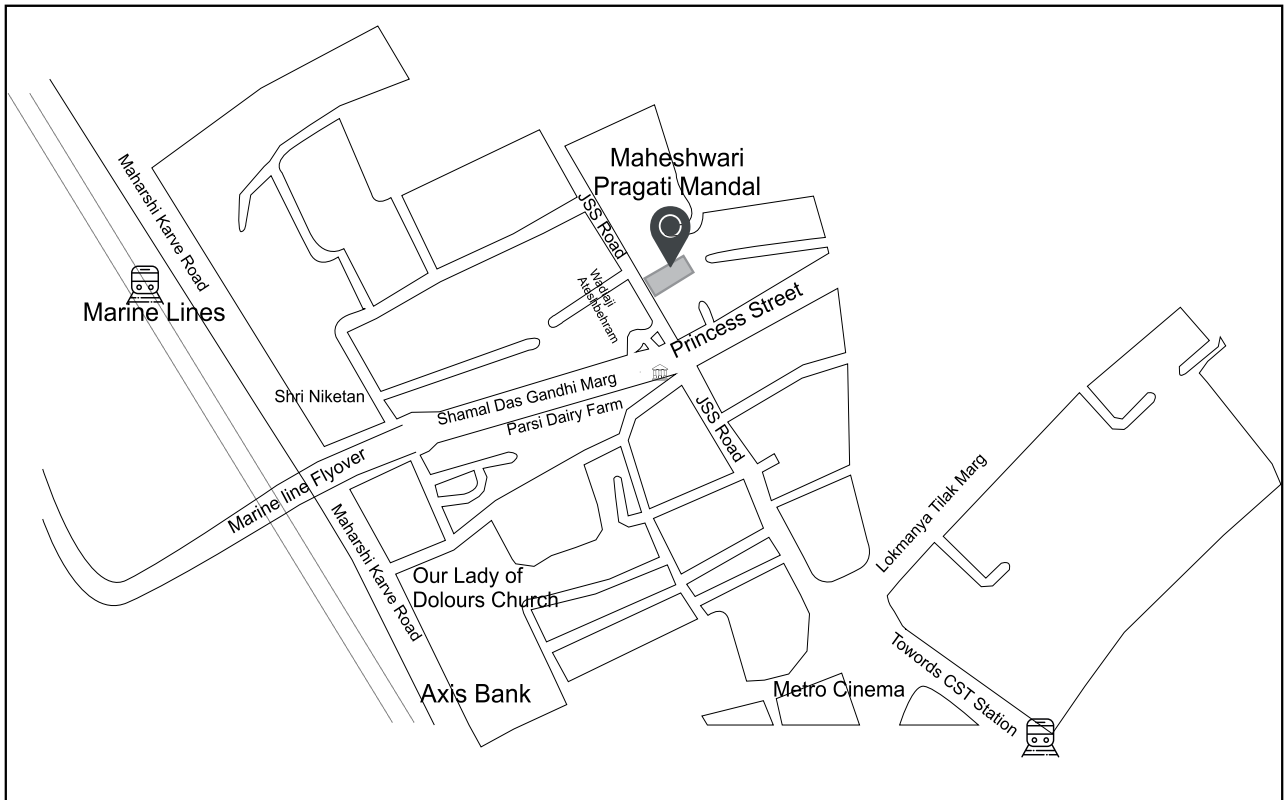 Maheshwari
Pragati Mandal
Maharshi Karve Road
JSS Road
Marine Lines
Wadiaji
Ateshbehram
Princess Street
Shri Niketan
Shamal Das Gandhi Marg
Parsi Dairy Farm
JSS Road
Marine line Flyover
Maharshi Karve Road
Lokmanya Tilak Marg
Our Lady of
Dolours Church
Towords CST Station
Axis Bank
Metro Cinema